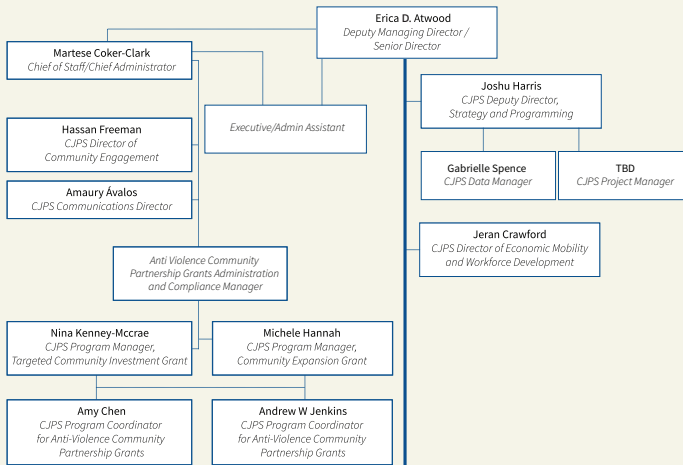 Erica D. Atwood
Deputy Managing Director /
Senior Director
Martese Coker-Clark
Chief of Staff/Chief Administrator
Executive/Admin Assistant
Hassan Freeman
CJPS Director of
Community Engagement
Amaury Ávalos
CJPS Communications Director
Anti Violence Community
Partnership Grants Administration
and Compliance Manager
Nina Kenney-Mccrae
CJPS Program Manager,
Targeted Community Investment Grant
Michele Hannah
CJPS Program Manager,
Community Expansion Grant
Amy Chen
CJPS Program Coordinator
for Anti-Violence Community
Partnership Grants
Andrew W Jenkins
CJPS Program Coordinator
for Anti-Violence Community
Partnership Grants
Joshu Harris
CJPS Deputy Director,
Strategy and Programming
Gabrielle Spence
CJPS Data Manager
TBD
CJPS Project Manager
Jeran Crawford
CJPS Director of Economic Mobility
and Workforce Development